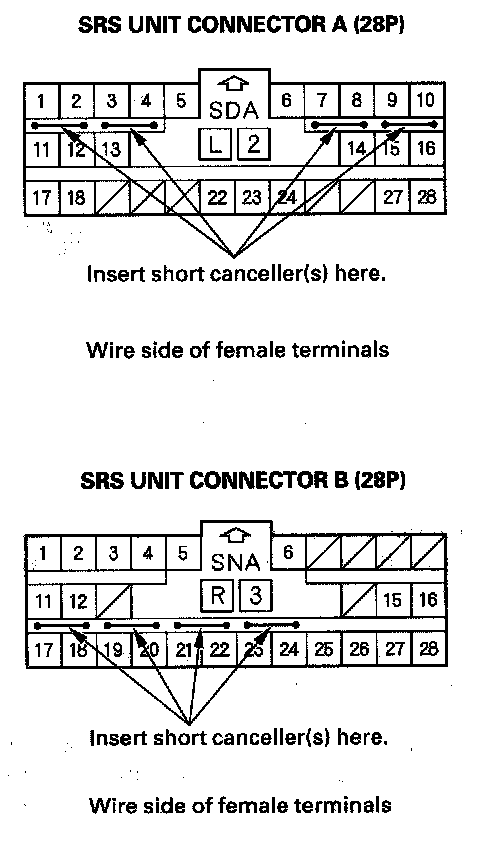 SRS UNIT CONNECTOR A (28P)
1 2 3 4 5 SDA 6 7 8 9 10
11 12 13 L 2 14 15 16
17 18 22 23 24 27 28
Insert short canceller(s) here.
Wire side of female terminals
SRS UNIT CONNECTOR B (28P)
1 2 3 4 5 SNA 6
11 12 R 3 15 16
17 18 19 20 21 22 23 24 25 26 27 28
Insert short canceller(s) here.
Wire side of female terminals